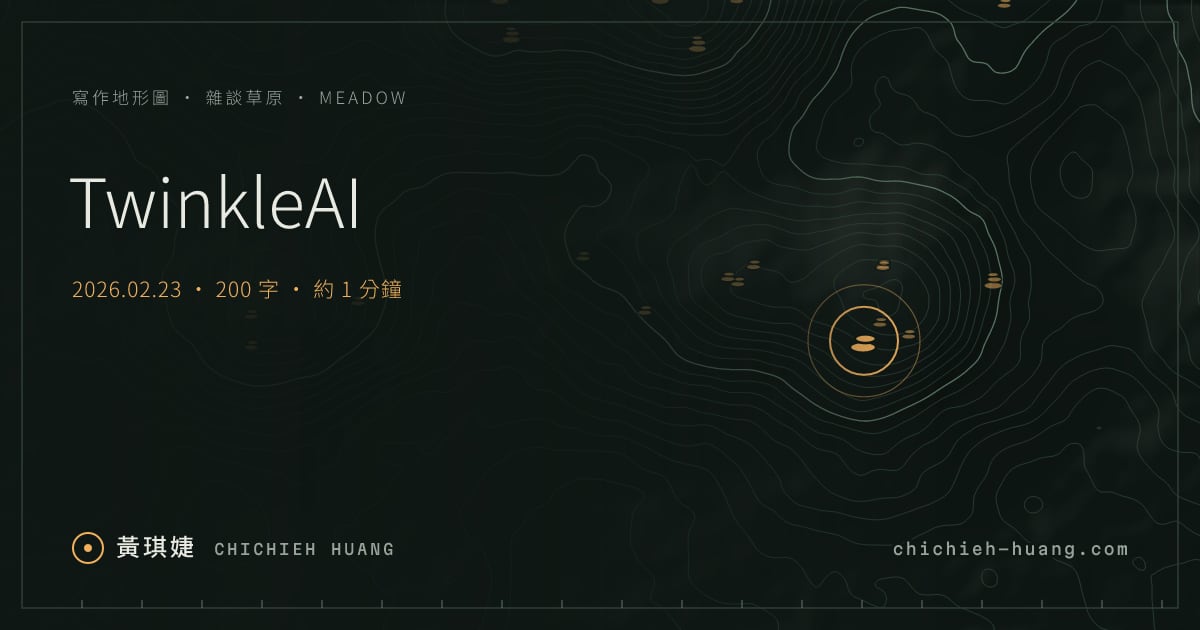 寫作地形圖 · 雜談草原 · MEADOW
TwinkleAI
2026.02.23 · 200 字 · 約 1 分鐘
黃琪婕 CHICHIEH HUANG
chichieh-huang.com